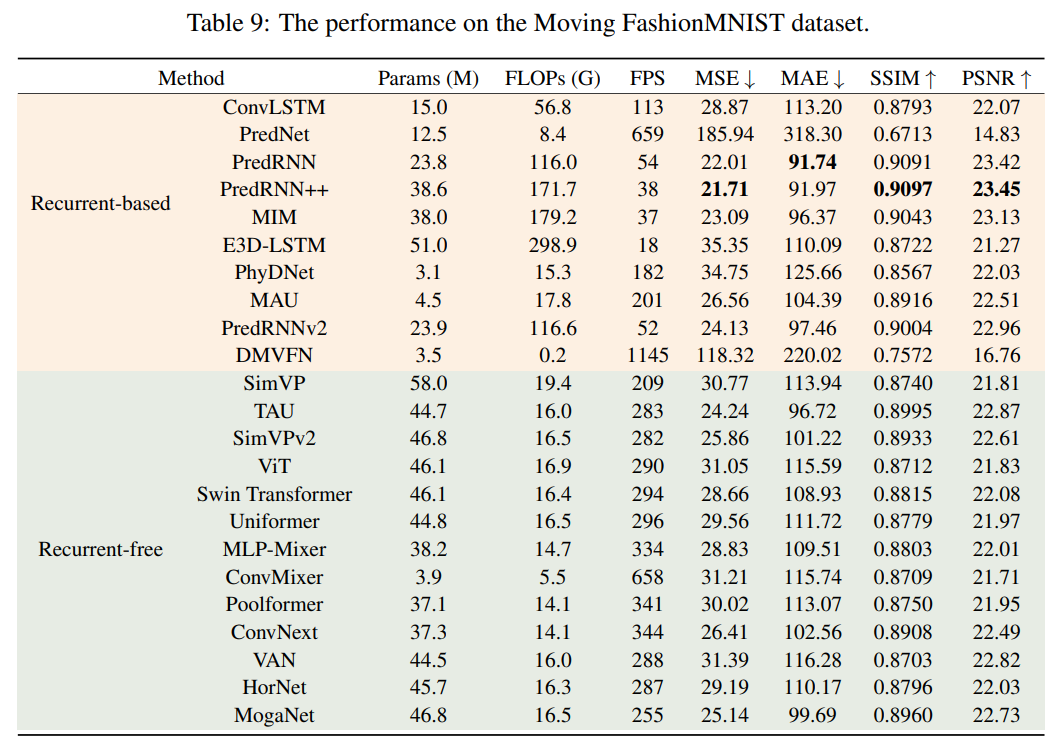 Table 9: The performance on the Moving FashionMNIST dataset.
Method Params (M) FLOPs (G) FPS MSE ↓ MAE ↓ SSIM ↑ PSNR ↑
ConvLSTM 15.0 56.8 113 28.87 113.20 0.8793 22.07
PredNet 12.5 8.4 659 185.94 318.30 0.6713 14.83
PredRNN 23.8 116.0 54 22.01 91.74 0.9091 23.42
PredRNN++ 38.6 171.7 38 21.71 91.97 0.9097 23.45
Recurrent-based
MIM 38.0 179.2 37 23.09 96.37 0.9043 23.13
E3D-LSTM 51.0 298.9 18 35.35 110.09 0.8722 21.27
PhyDNet 3.1 15.3 182 34.75 125.66 0.8567 22.03
MAU 4.5 17.8 201 26.56 104.39 0.8916 22.51
PredRNNv2 23.9 116.6 52 24.13 97.46 0.9004 22.96
DMVFN 3.5 0.2 1145 118.32 220.02 0.7572 16.76
SimVP 58.0 19.4 209 30.77 113.94 0.8740 21.81
TAU 44.7 16.0 283 24.24 96.72 0.8995 22.87
SimVPv2 46.8 16.5 282 25.86 101.22 0.8933 22.61
ViT 46.1 16.9 290 31.05 115.59 0.8712 21.83
Swin Transformer 46.1 16.4 294 28.66 108.93 0.8815 22.08
Uniformer 44.8 16.5 296 29.56 111.72 0.8779 21.97
Recurrent-free MLP-Mixer 38.2 14.7 334 28.83 109.51 0.8803 22.01
ConvMixer 3.9 5.5 658 31.21 115.74 0.8709 21.71
Poolformer 37.1 14.1 341 30.02 113.07 0.8750 21.95
ConvNext 37.3 14.1 344 26.41 102.56 0.8908 22.49
VAN 44.5 16.0 288 31.39 116.28 0.8703 22.82
HorNet 45.7 16.3 287 29.19 110.17 0.8796 22.03
MogaNet 46.8 16.5 255 25.14 99.69 0.8960 22.73